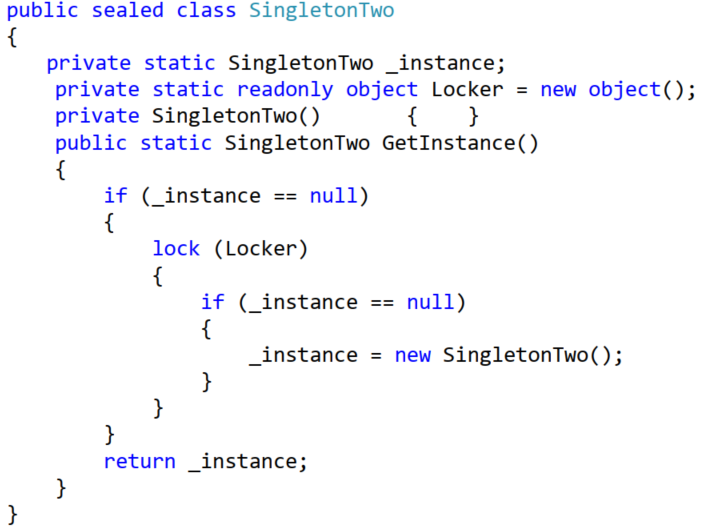 public sealed class SingletonTwo
{
private static SingletonTwo _instance;
private static readonly object Locker = new object();
private SingletonTwo() { }
public static SingletonTwo GetInstance()
{
if (_instance == null)
{
lock (Locker)
{
if (_instance == null)
{
_instance = new SingletonTwo();
}
}
}
return _instance;
}
}